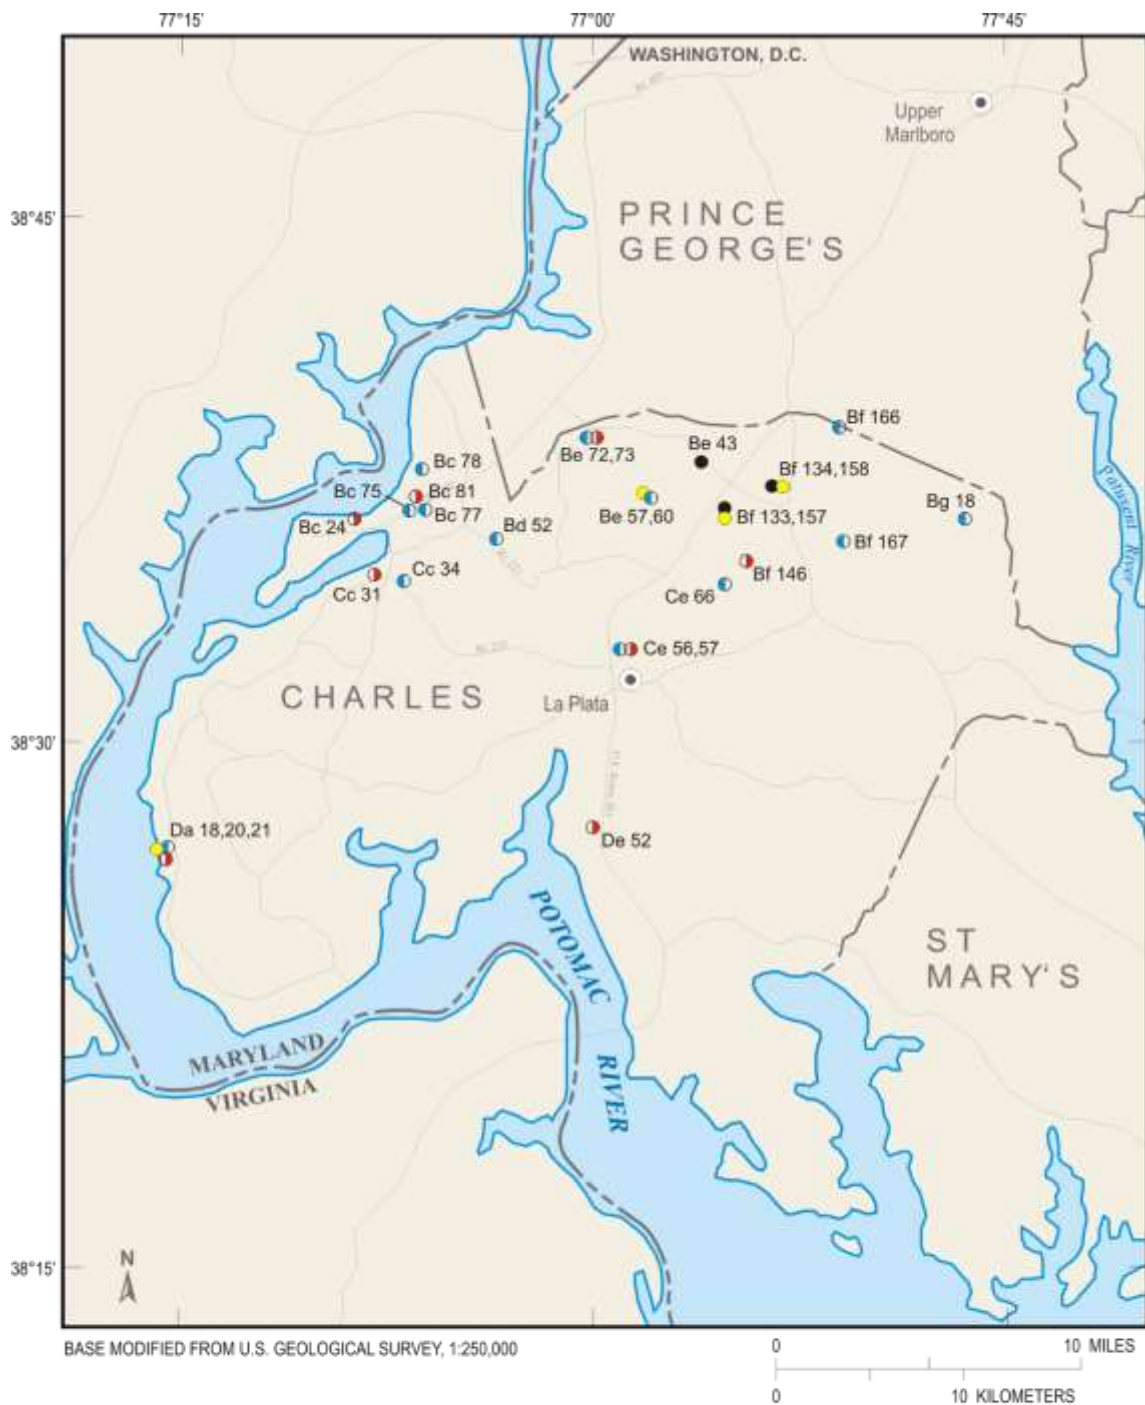 77°15'
77°00'
77°45'
WASHINGTON, D.C.
Upper
Marlboro
38°45'
PRINCE
GEORGE'S
Bf 166
Be 43
Be 72,73
Bc 78
Bf 134,158
Bc 75
Bc 81
Bg 18
Bc 77
Be 57,60
Bf 133,157
Bc 24
Bd 52
Bf 167
Patuxent River
Cc 34
Bf 146
Cc 31
Ce 66
Ce 56,57
CHARLES
La Plata
38°30'
Da 18,20,21
De 52
POTOMAC RIVER
ST
MARY'S
MARYLAND
VIRGINIA
38°15'
N
BASE MODIFIED FROM U.S. GEOLOGICAL SURVEY, 1:250,000
0 10 MILES
0 10 KILOMETERS